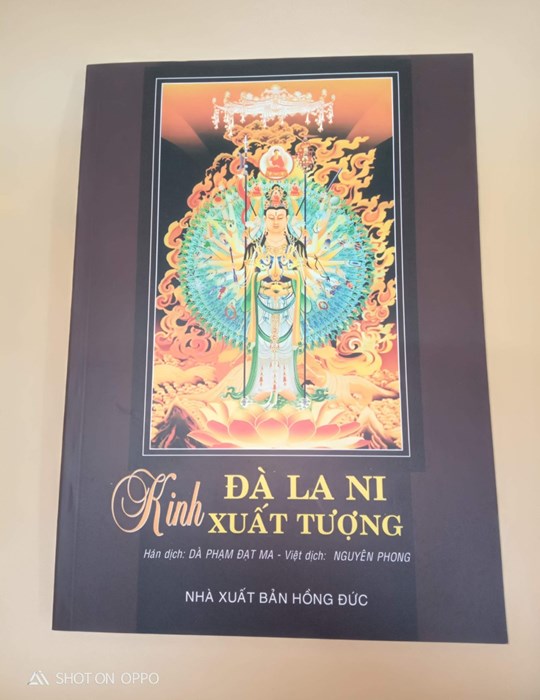 Kinh ĐÀ LA NI
XUẤT TƯỢNG
Hán dịch: DÀ PHẠM ĐẠT MA - Việt dịch: NGUYÊN PHONG
NHÀ XUẤT BẢN HỒNG ĐỨC
SHOT ON OPPO